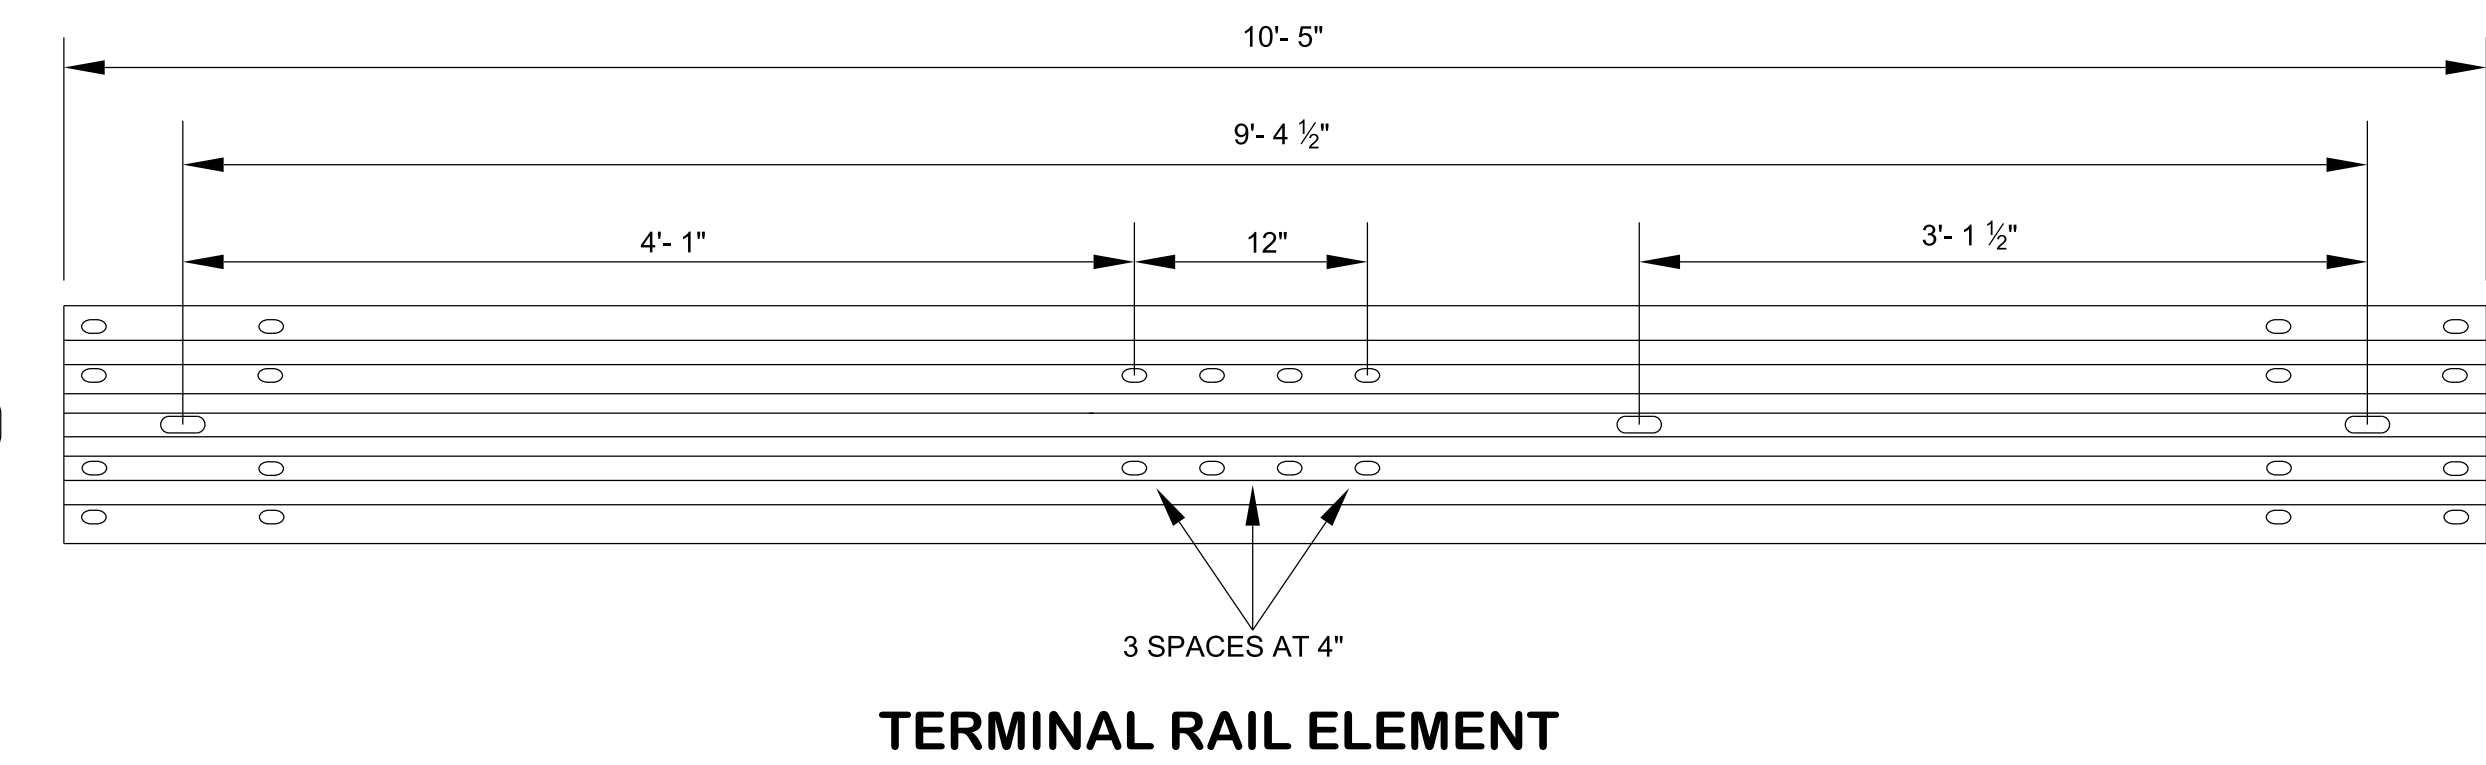 10'- 5"
9'- 4 ½"
4'- 1"
12"
3'- 1 ½"
3 SPACES AT 4"
TERMINAL RAIL ELEMENT